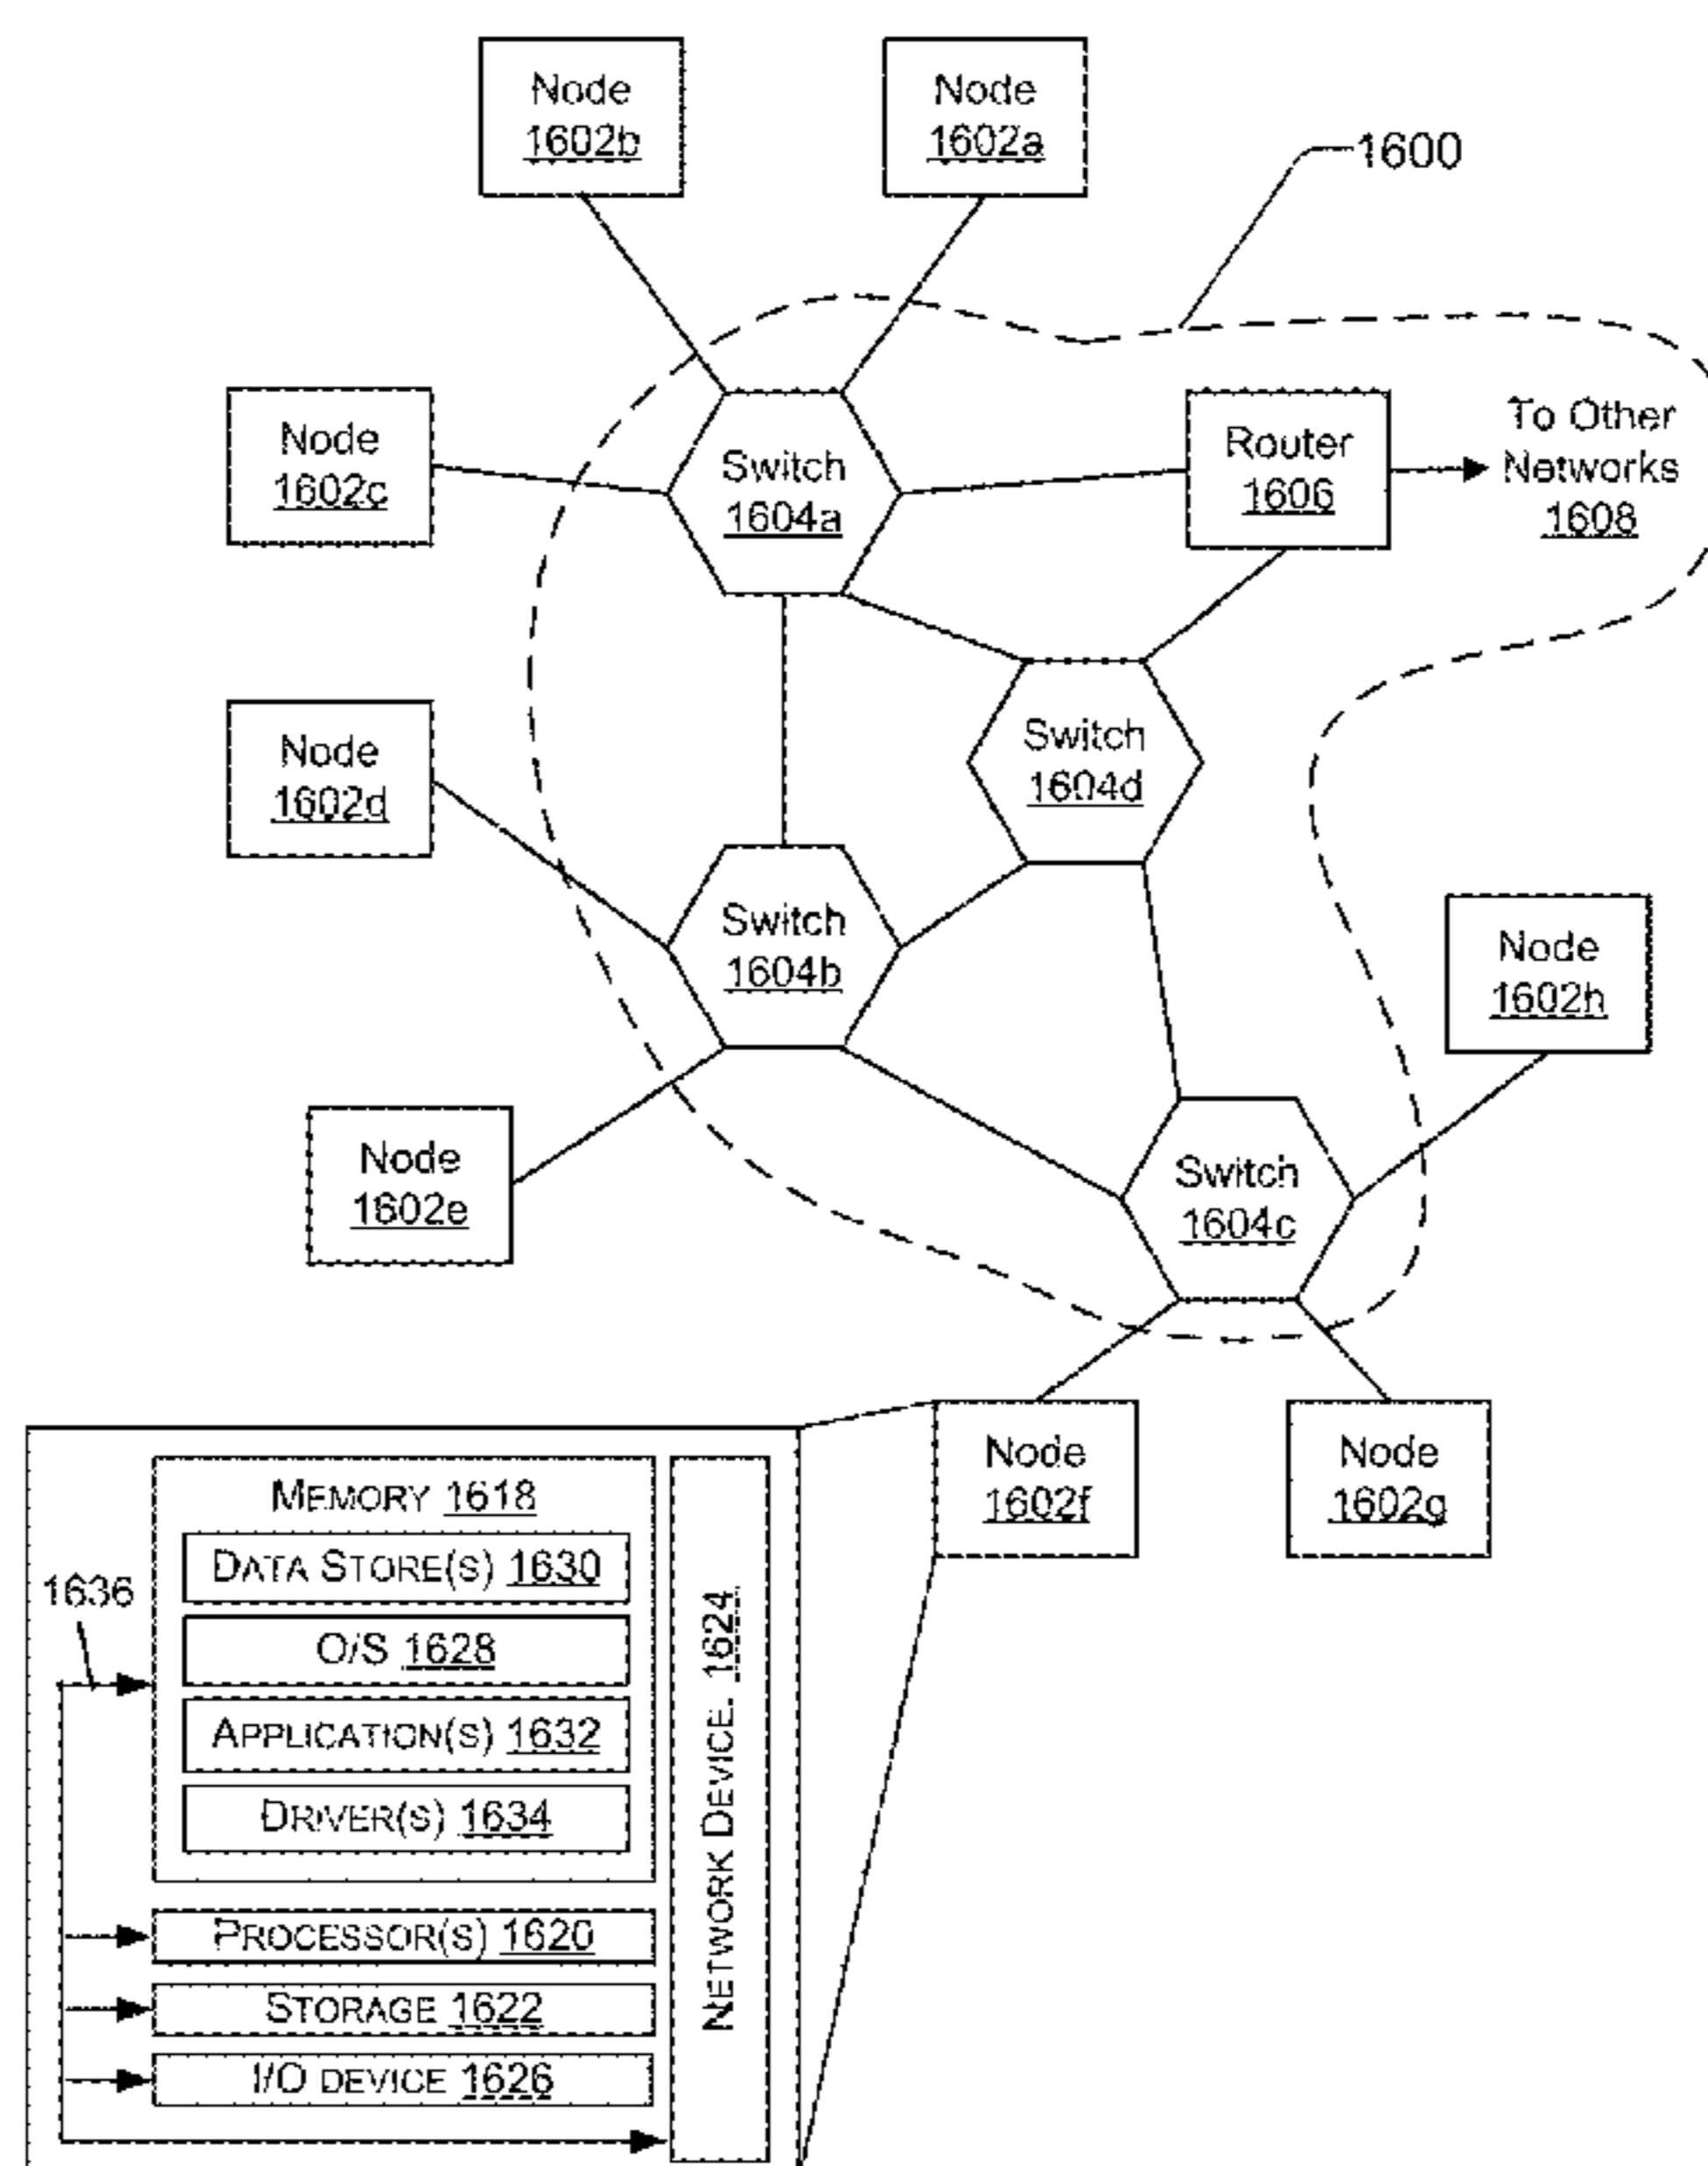 Node
1602b
Node
1602a
1600
Node
1602c
Switch
1604a
Router
1606
To Other
Networks
1608
Node
1602d
Switch
1604d
Switch
1604b
Node
1602h
Node
1602e
Switch
1604c
Node
1602f
Node
1602g
MEMORY 1618
DATA STORE(S) 1630
1636
O/S 1628
APPLICATION(S) 1632
DRIVER(S) 1634
NETWORK DEVICE. 1624
PROCESSOR(S) 1620
STORAGE 1622
I/O DEVICE 1626